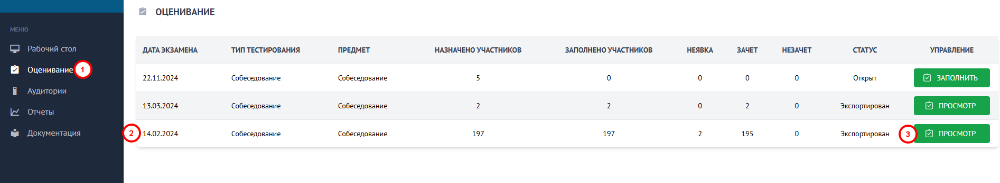 ОЦЕНИВАНИЕ
МЕНЮ
Рабочий стол
Оценивание 1
Аудитории
Отчеты
Документация
ДАТА ЭКЗАМЕНА ТИП ТЕСТИРОВАНИЯ ПРЕДМЕТ НАЗНАЧЕНО УЧАСТНИКОВ ЗАПОЛНЕНО УЧАСТНИКОВ НЕЯВКА ЗАЧЕТ НЕЗАЧЕТ СТАТУС УПРАВЛЕНИЕ
22.11.2024 Собеседование Собеседование 5 0 0 0 0 Открыт ЗАПОЛНИТЬ
13.03.2024 Собеседование Собеседование 2 2 0 2 0 Экспортирован ПРОСМОТР
2 14.02.2024 Собеседование Собеседование 197 197 2 195 0 Экспортирован 3 ПРОСМОТР